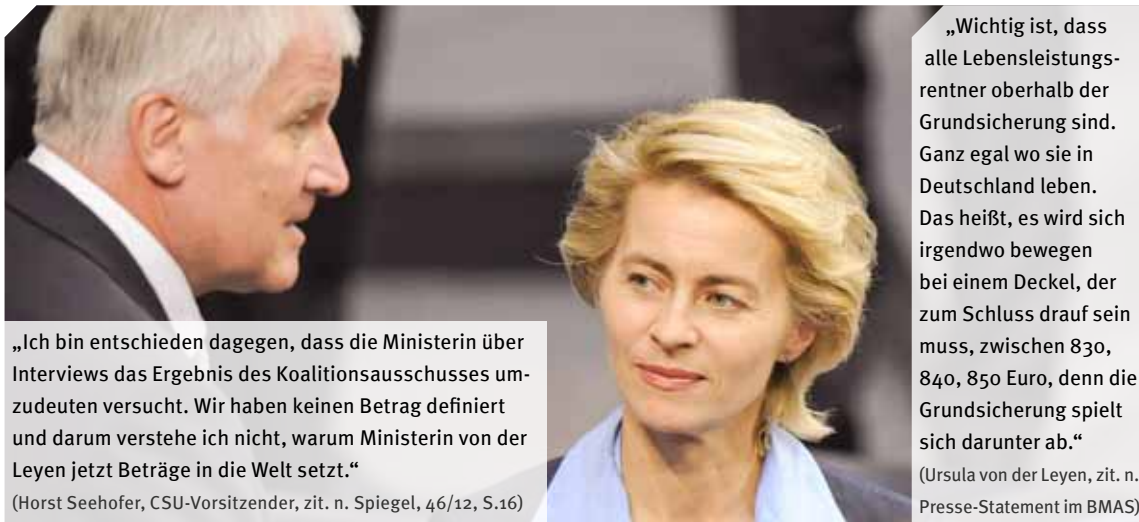 „Ich bin entschieden dagegen, dass die Ministerin über
Interviews das Ergebnis des Koalitionsausschusses um-
zudeuten versucht. Wir haben keinen Betrag definiert
und darum verstehe ich nicht, warum Ministerin von der
Leyen jetzt Beträge in die Welt setzt.“
(Horst Seehofer, CSU-Vorsitzender, zit. n. Spiegel, 46/12, S.16)
„Wichtig ist, dass
alle Lebensleistungs-
rentner oberhalb der
Grundsicherung sind.
Ganz egal wo sie in
Deutschland leben.
Das heißt, es wird sich
irgendwo bewegen
bei einem Deckel, der
zum Schluss drauf sein
muss, zwischen 830,
840, 850 Euro, denn die
Grundsicherung spielt
sich darunter ab.“
(Ursula von der Leyen, zit. n.
Presse-Statement im BMAS)